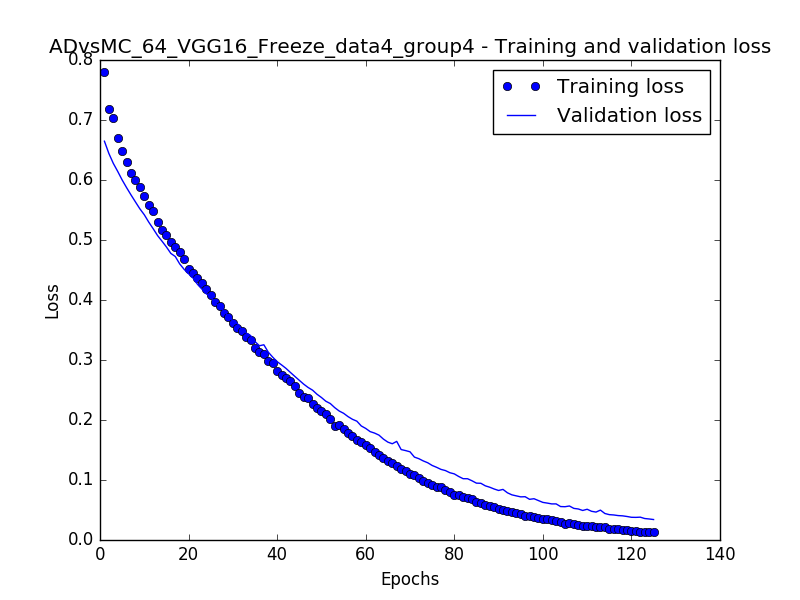 ADvsMC_64_VGG16_Freeze_data4_group4 - Training and validation loss
Training loss
Validation loss
Loss
0.8
0.7
0.6
0.5
0.4
0.3
0.2
0.1
0.0
0 20 40 60 80 100 120 140
Epochs